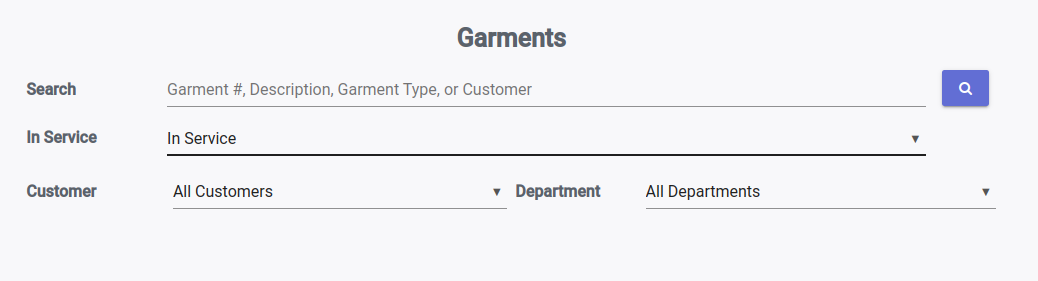 Garments
Search Garment #, Description, Garment Type, or Customer
In Service In Service
Customer All Customers Department All Departments